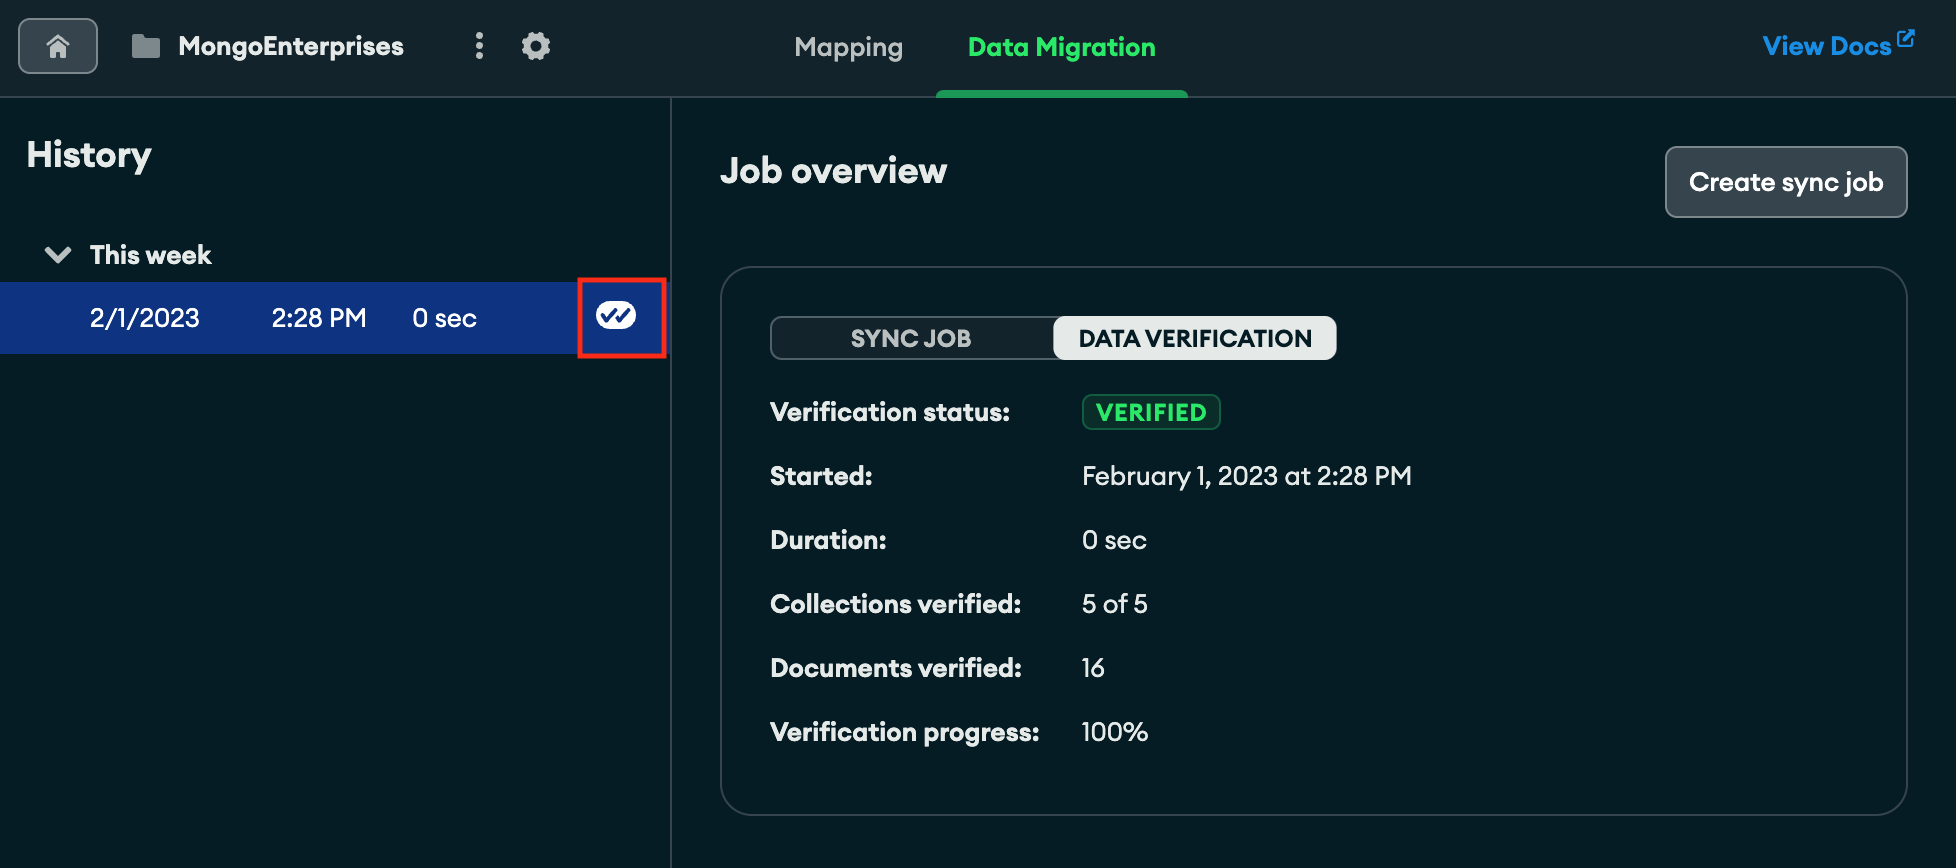 MongoEnterprises
Mapping
Data Migration
View Docs
History
This week
2/1/2023 2:28 PM 0 sec
Job overview
Create sync job
SYNC JOB
DATA VERIFICATION
Verification status: VERIFIED
Started: February 1, 2023 at 2:28 PM
Duration: 0 sec
Collections verified: 5 of 5
Documents verified: 16
Verification progress: 100%